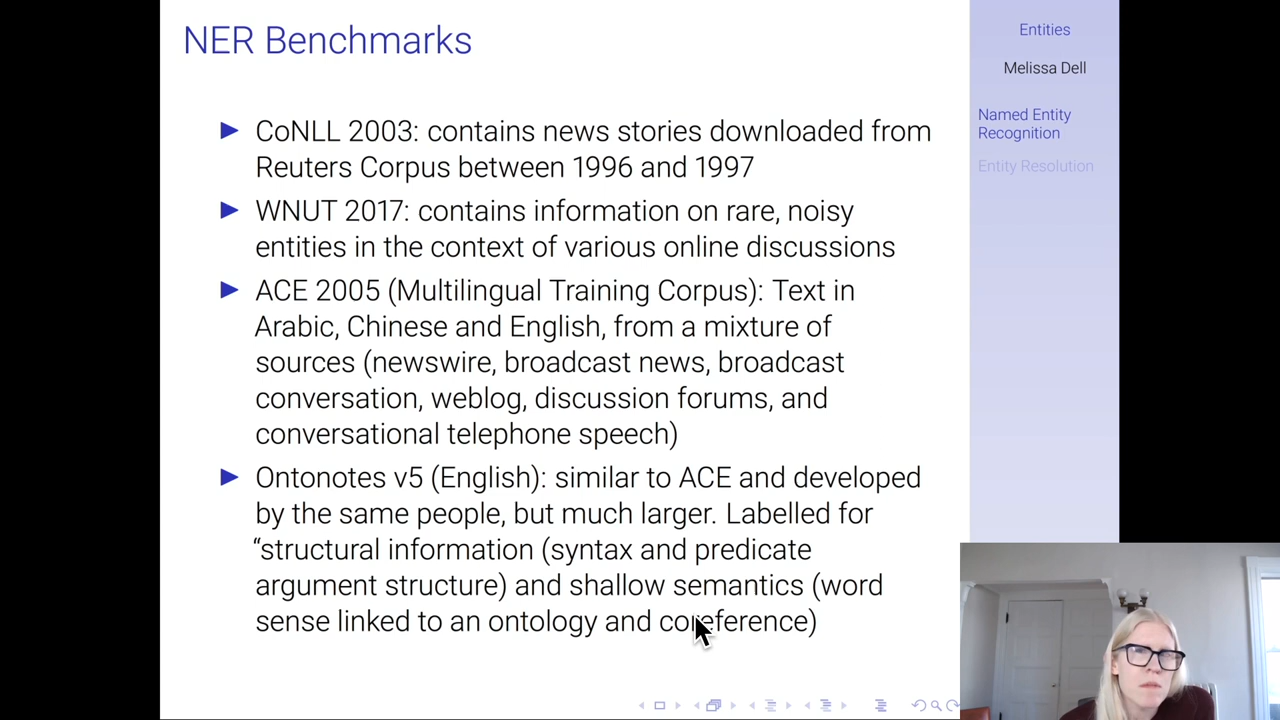 NER Benchmarks
CoNLL 2003: contains news stories downloaded from
Reuters Corpus between 1996 and 1997
WNUT 2017: contains information on rare, noisy
entities in the context of various online discussions
ACE 2005 (Multilingual Training Corpus): Text in
Arabic, Chinese and English, from a mixture of
sources (newswire, broadcast news, broadcast
conversation, weblog, discussion forums, and
conversational telephone speech)
Ontonotes v5 (English): similar to ACE and developed
by the same people, but much larger. Labelled for
“structural information (syntax and predicate
argument structure) and shallow semantics (word
sense linked to an ontology and coreference)
Entities
Melissa Dell
Named Entity
Recognition
Entity Resolution